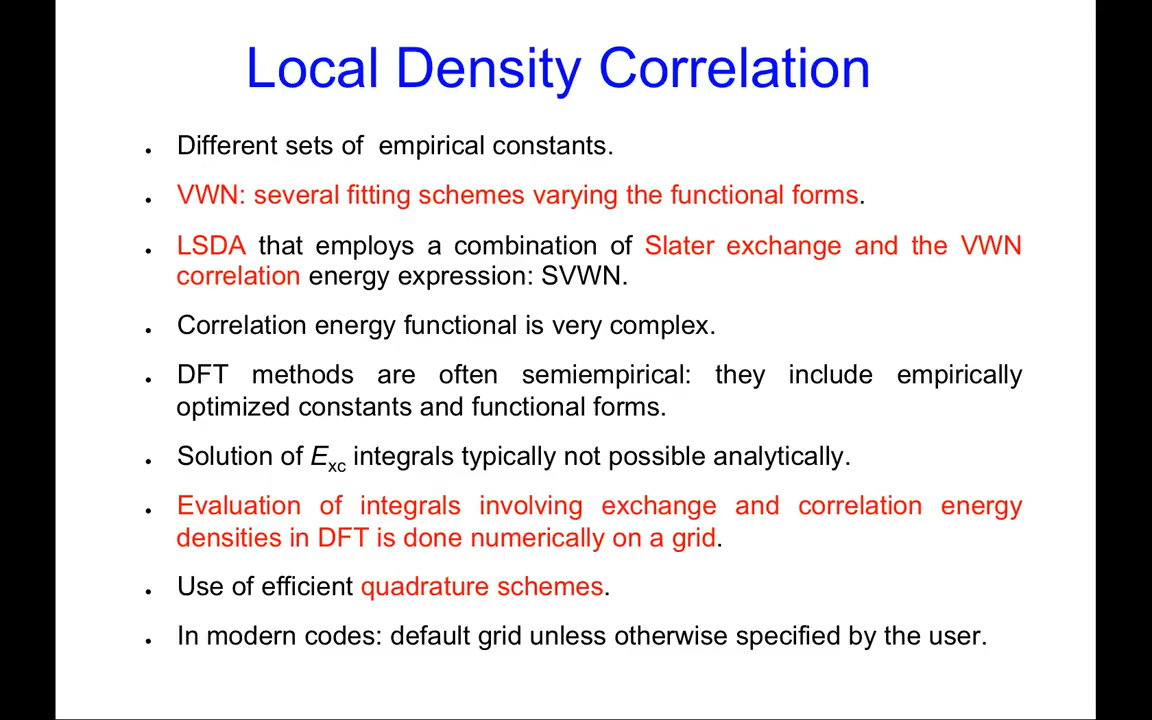 Local Density Correlation
• Different sets of empirical constants.
• VWN: several fitting schemes varying the functional forms.
• LSDA that employs a combination of Slater exchange and the VWN
correlation energy expression: SVWN.
• Correlation energy functional is very complex.
• DFT methods are often semiempirical: they include empirically
optimized constants and functional forms.
• Solution of Exc integrals typically not possible analytically.
• Evaluation of integrals involving exchange and correlation energy
densities in DFT is done numerically on a grid.
• Use of efficient quadrature schemes.
• In modern codes: default grid unless otherwise specified by the user.